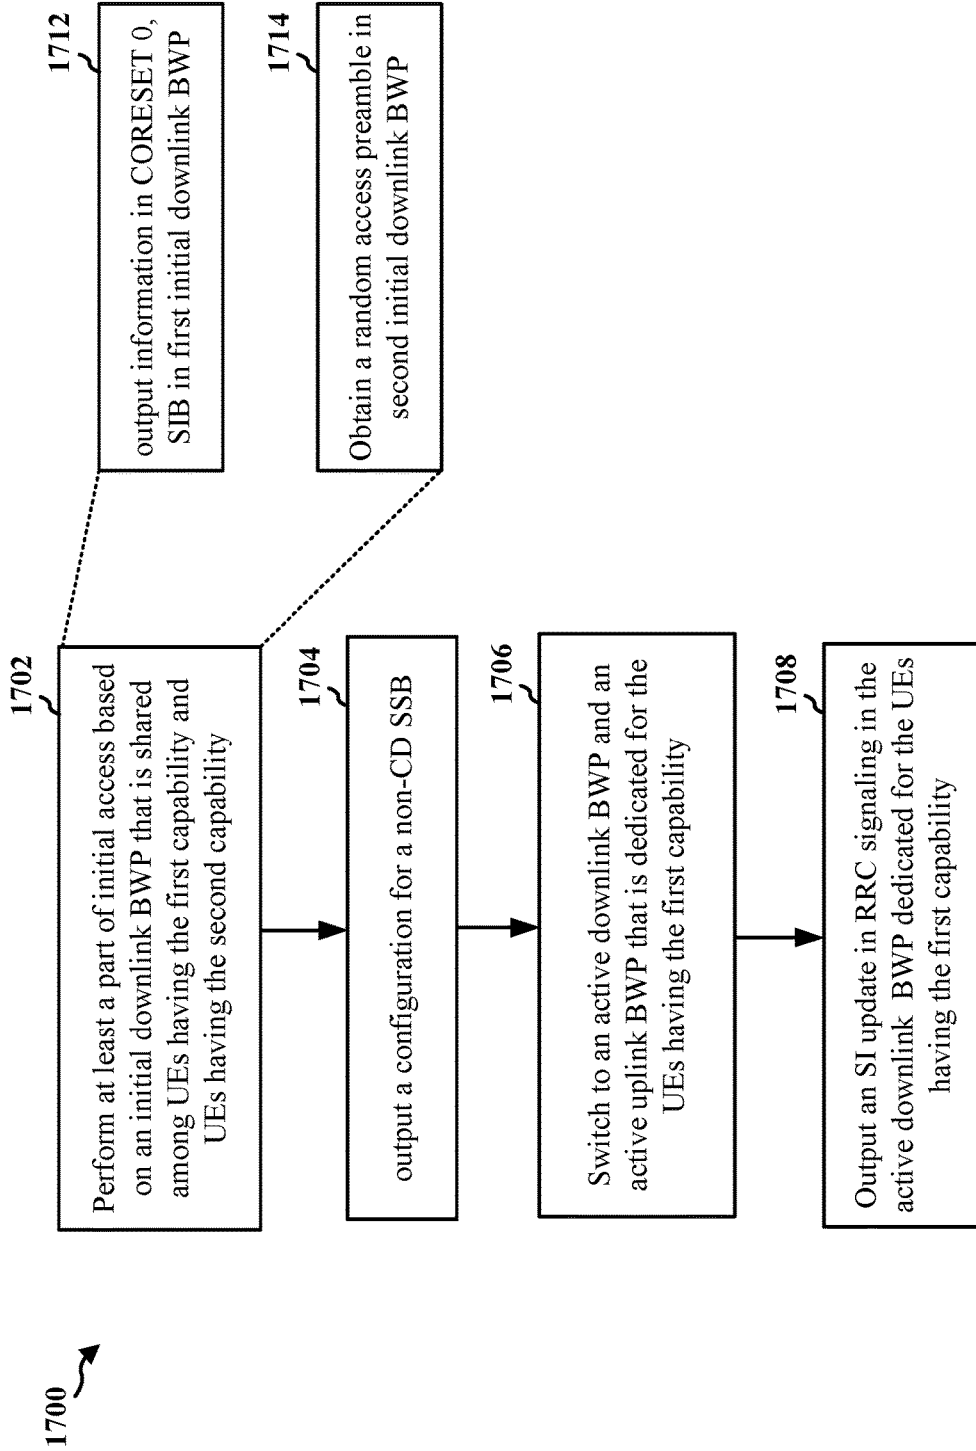 1700
1702
Perform at least a part of initial access based
on an initial downlink BWP that is shared
among UEs having the first capability and
UEs having the second capability
1712
output information in CORESET 0,
SIB in first initial downlink BWP
1714
Obtain a random access preamble in
second initial downlink BWP
1704
output a configuration for a non-CD SSB
1706
Switch to an active downlink BWP and an
active uplink BWP that is dedicated for the
UEs having the first capability
1708
Output an SI update in RRC signaling in the
active downlink BWP dedicated for the UEs
having the first capability